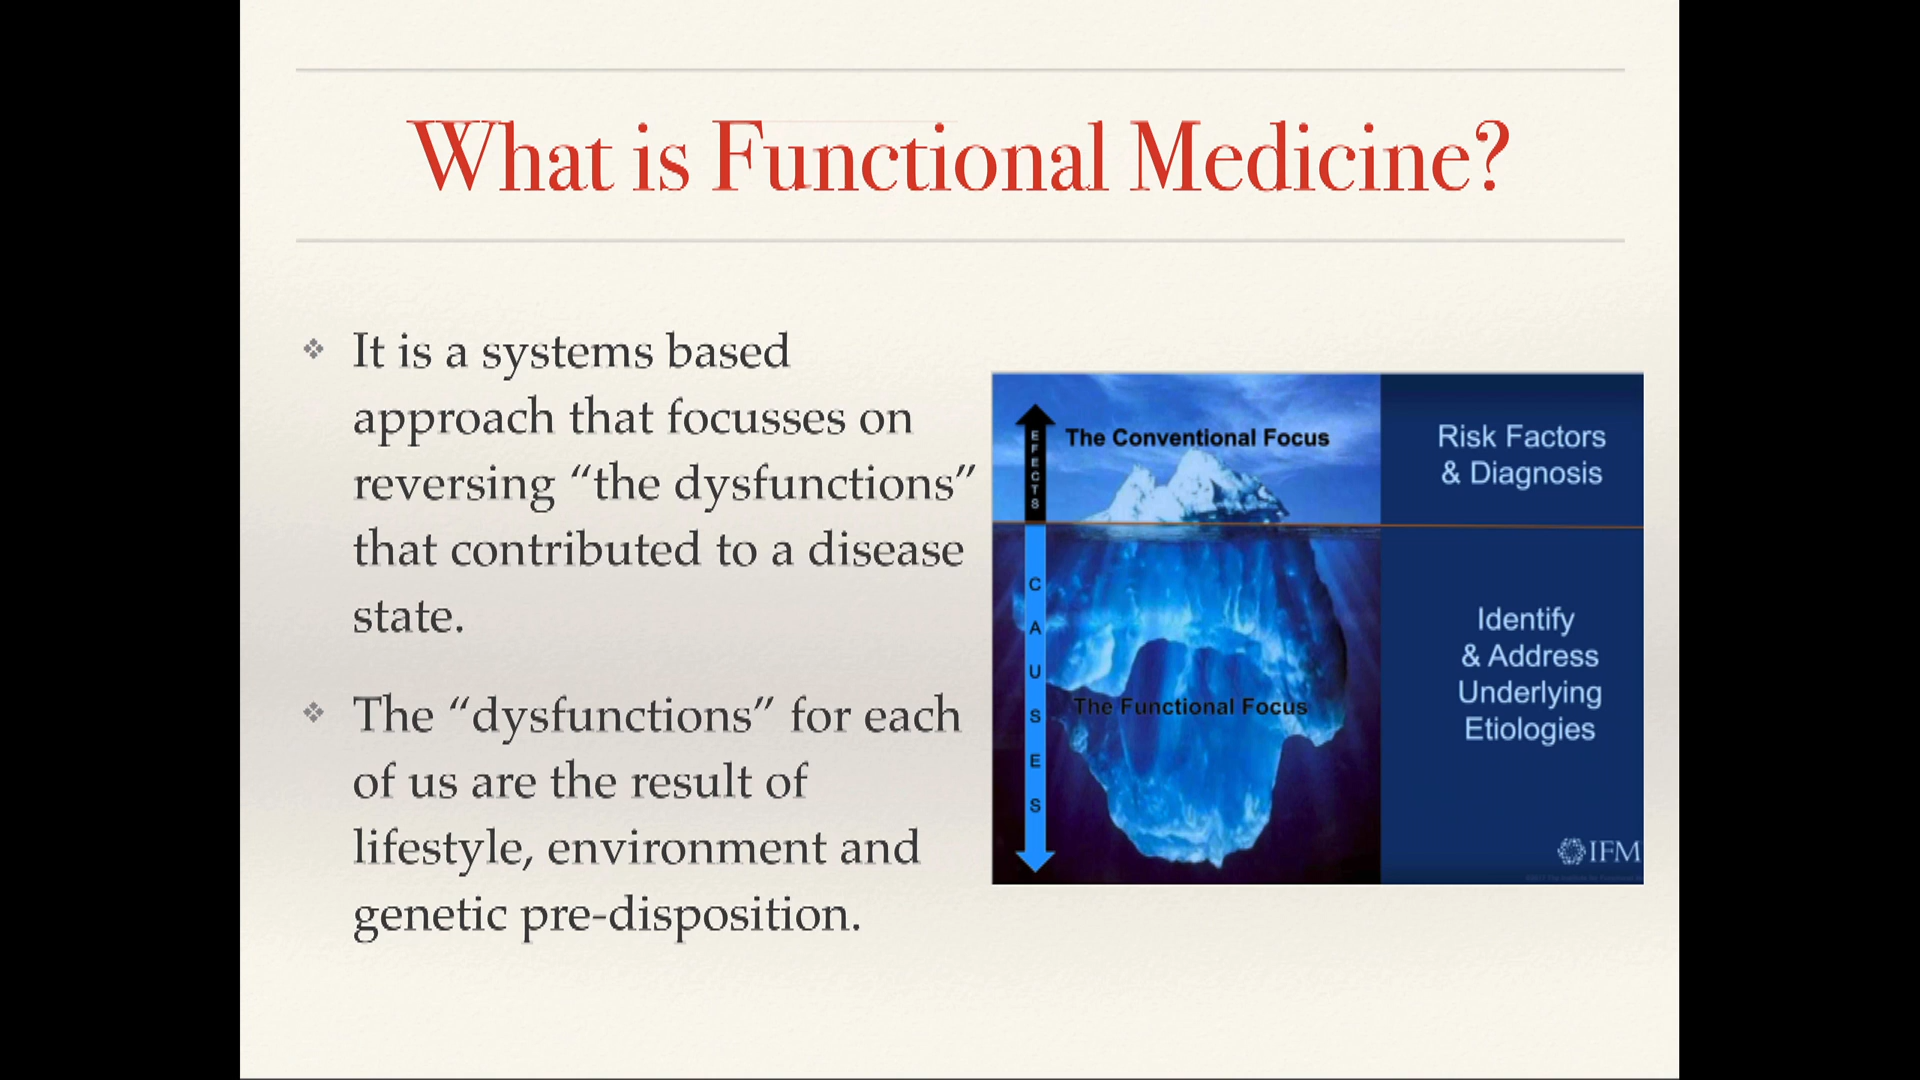 What is Functional Medicine?
It is a systems based
approach that focusses on
reversing “the dysfunctions”
that contributed to a disease
state.
The “dysfunctions” for each
of us are the result of
lifestyle, environment and
genetic pre-disposition.
EFFECTS
The Conventional Focus
Risk Factors
& Diagnosis
CAUSES
The Functional Focus
Identify
& Address
Underlying
Etiologies
IFM